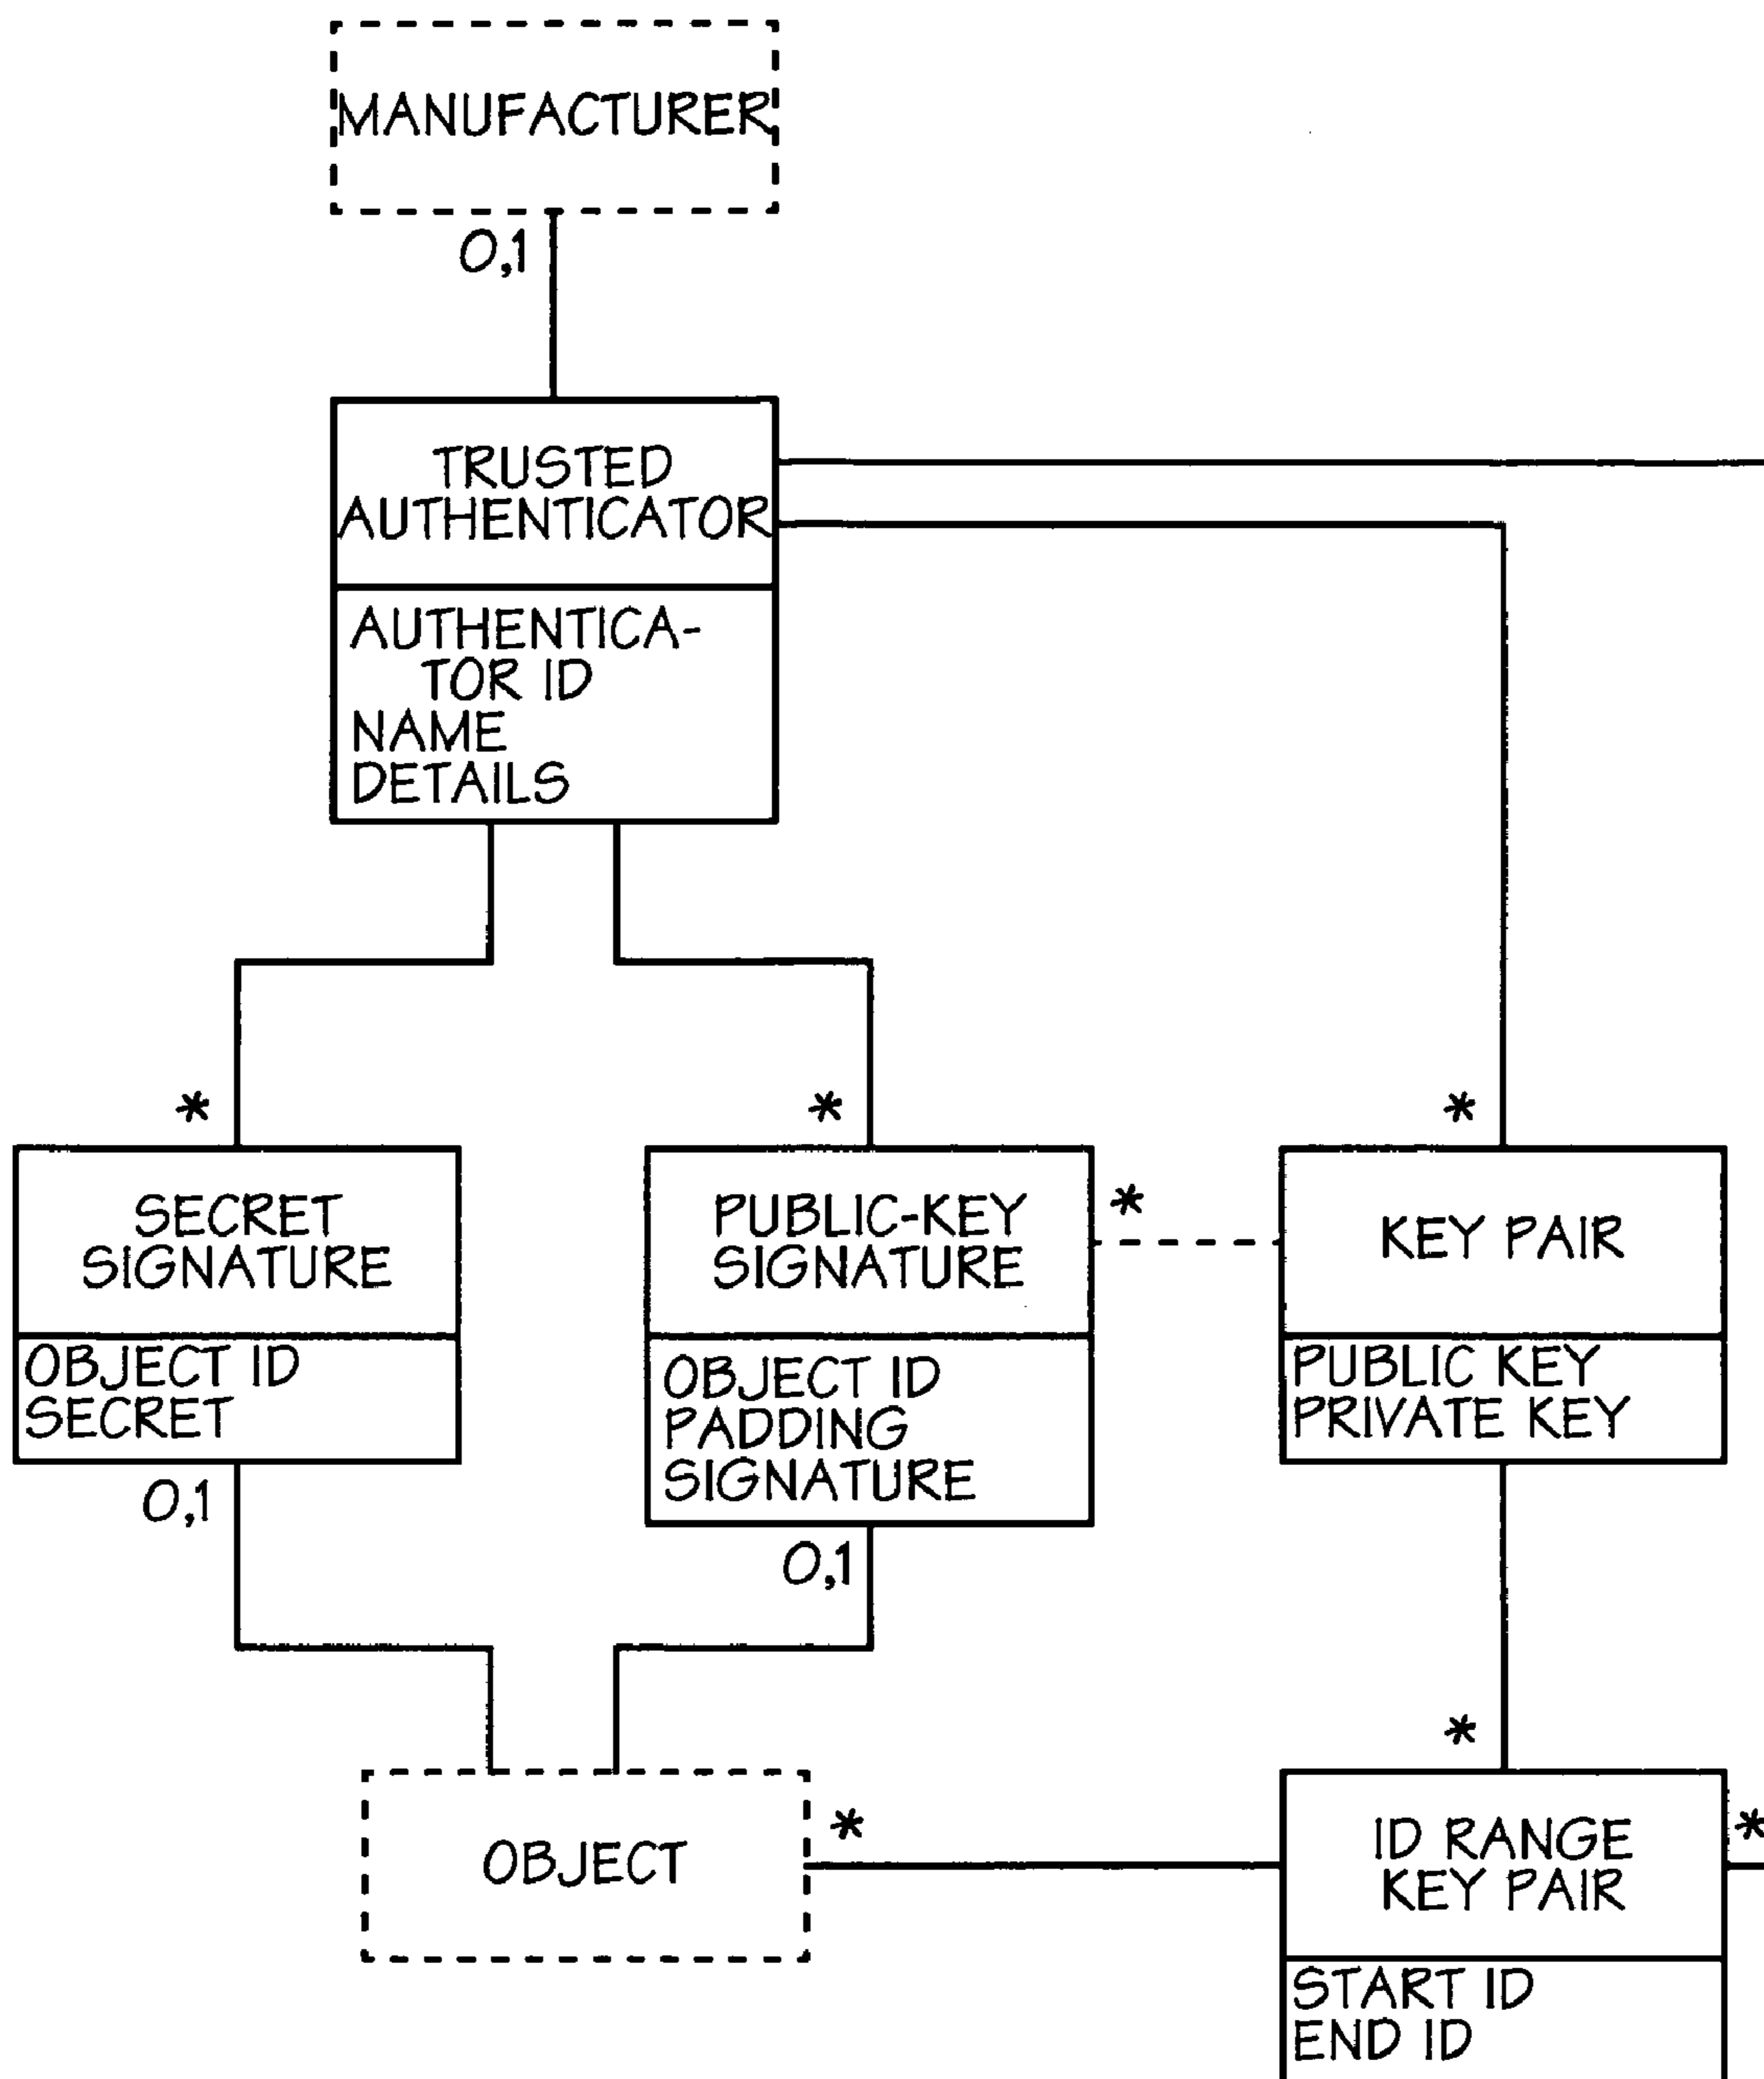 MANUFACTURER
0,1
TRUSTED
AUTHENTICATOR
AUTHENTICA-
TOR ID
NAME
DETAILS
*
*
*
SECRET
SIGNATURE
OBJECT ID
SECRET
0,1
PUBLIC-KEY
SIGNATURE
*
OBJECT ID
PADDING
SIGNATURE
0,1
KEY PAIR
PUBLIC KEY
PRIVATE KEY
*
OBJECT
*
ID RANGE
KEY PAIR
*
START ID
END ID